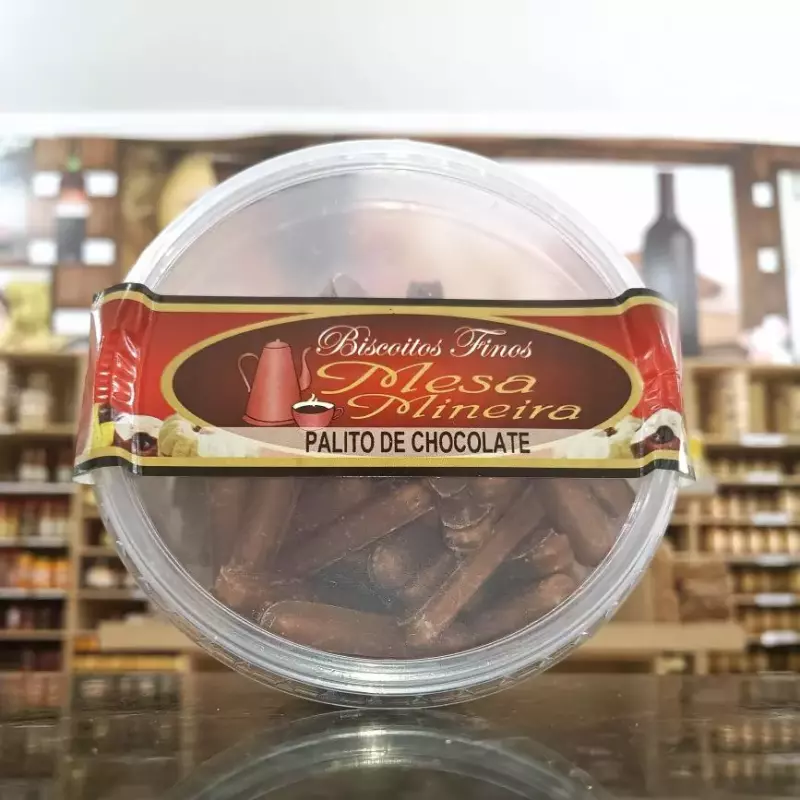 Biscoitos Finos
Mesa
Mineira
PALITO DE CHOCOLATE